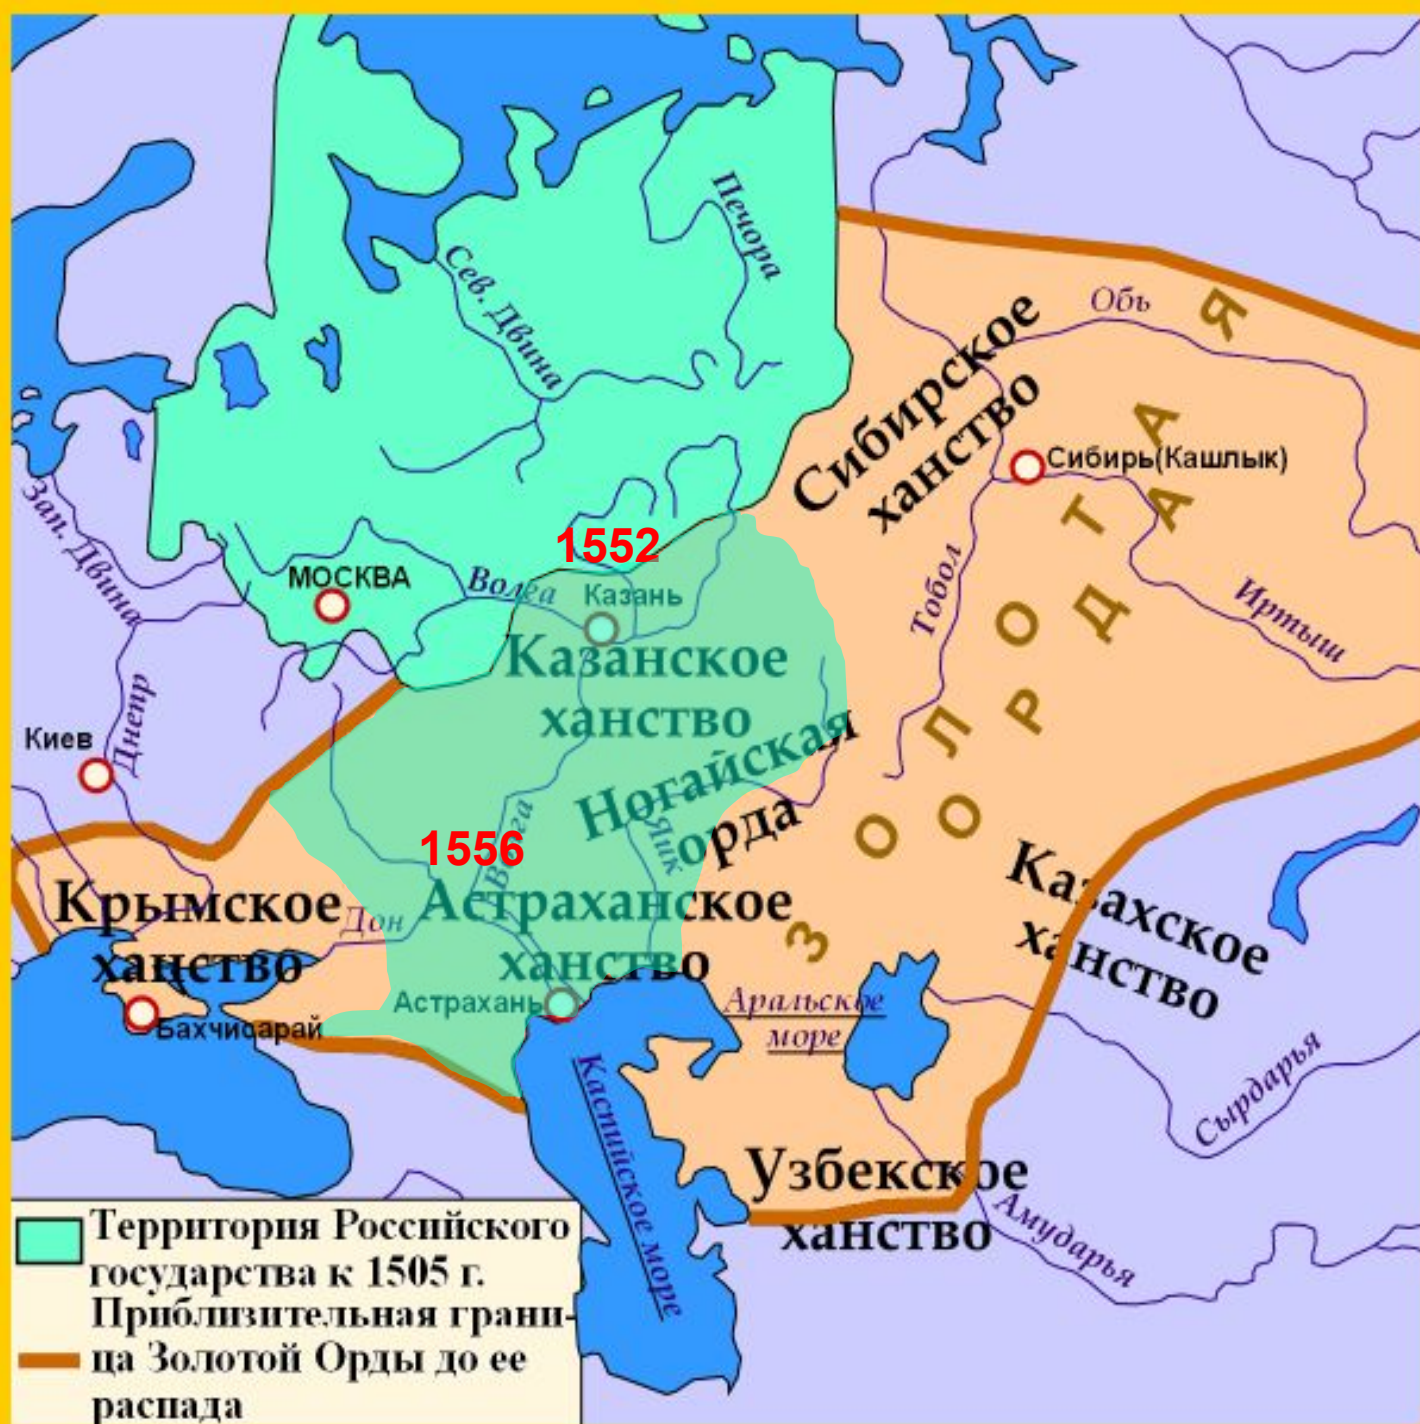 Печора
Сев. Двина
Обь
Я
Сибирское
ханство
А
Сибирь(Кашлык)
Т
А
Зап. Двина
1552
МОСКВА
Волга
Казань
Тобол
Иртыш
О
Д
Казанское
ханство
Киев
Днепр
Л
Р
Ногайская
орда
1556
Волга
Яик
О
О
Казахское
ханство
Крымское
ханство
Дон
Астраханское
ханство
З
Астрахань
Бахчисарай
Аральское
море
Каспийское море
Сырдарья
Узбекское
ханство
Амударья
Территория Российского
государства к 1505 г.
Приблизительная грани-
ца Золотой Орды до ее
распада